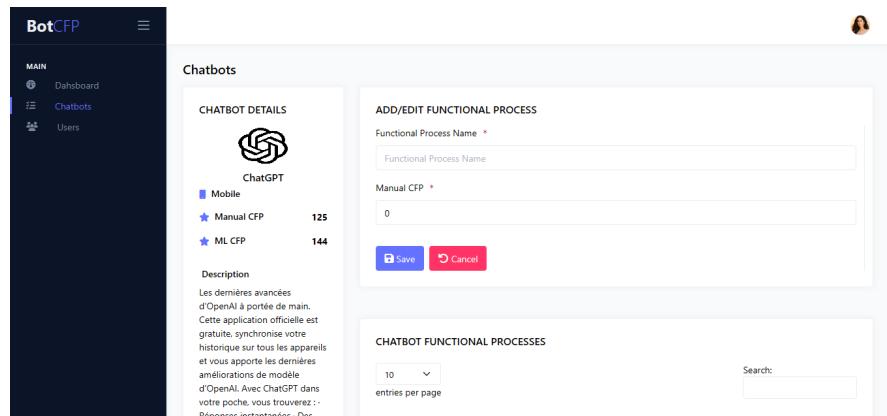 BotCFP
MAIN
Dahsboard
Chatbots
Users
Chatbots
CHATBOT DETAILS
ChatGPT
Mobile
Manual CFP 125
ML CFP 144
Description
Les dernières avancées
d'OpenAI à portée de main.
Cette application officielle est
gratuite, synchronise votre
historique sur tous les appareils
et vous apporte les dernières
améliorations de modèle
d'OpenAI. Avec ChatGPT dans
votre poche, vous trouverez : -
Réponses instantanées - Des
ADD/EDIT FUNCTIONAL PROCESS
Functional Process Name *
Functional Process Name
Manual CFP *
0
Save Cancel
CHATBOT FUNCTIONAL PROCESSES
10
entries per page
Search: